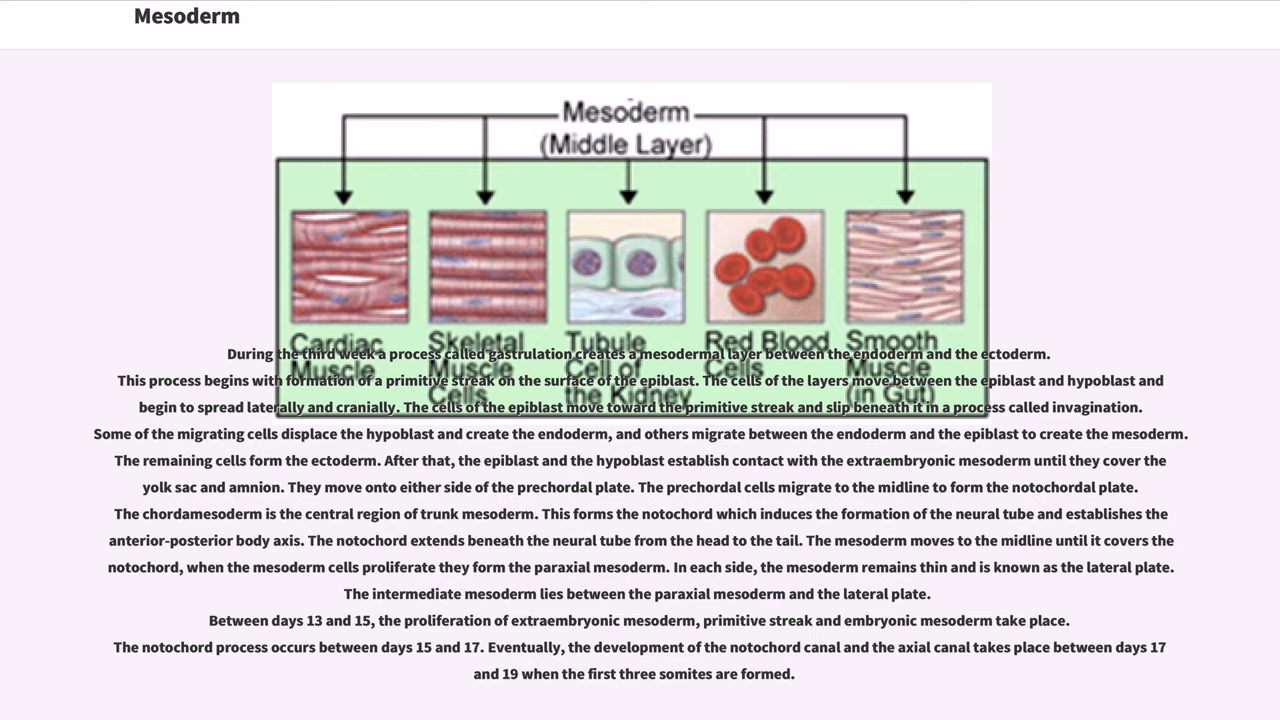 Mesoderm
Mesoderm
(Middle Layer)
Cardiac Muscle
Skeletal Muscle Cells
Tubule Cell of the Kidney
Red Blood Cells
Smooth Muscle (in Gut)
During the third week a process called gastrulation creates a mesodermal layer between the endoderm and the ectoderm.
This process begins with formation of a primitive streak on the surface of the epiblast. The cells of the layers move between the epiblast and hypoblast and
begin to spread laterally and cranially. The cells of the epiblast move toward the primitive streak and slip beneath it in a process called invagination.
Some of the migrating cells displace the hypoblast and create the endoderm, and others migrate between the endoderm and the epiblast to create the mesoderm.
The remaining cells form the ectoderm. After that, the epiblast and the hypoblast establish contact with the extraembryonic mesoderm until they cover the
yolk sac and amnion. They move onto either side of the prechordal plate. The prechordal cells migrate to the midline to form the notochordal plate.
The chordamesoderm is the central region of trunk mesoderm. This forms the notochord which induces the formation of the neural tube and establishes the
anterior-posterior body axis. The notochord extends beneath the neural tube from the head to the tail. The mesoderm moves to the midline until it covers the
notochord, when the mesoderm cells proliferate they form the paraxial mesoderm. In each side, the mesoderm remains thin and is known as the lateral plate.
The intermediate mesoderm lies between the paraxial mesoderm and the lateral plate.
Between days 13 and 15, the proliferation of extraembryonic mesoderm, primitive streak and embryonic mesoderm take place.
The notochord process occurs between days 15 and 17. Eventually, the development of the notochord canal and the axial canal takes place between days 17
and 19 when the first three somites are formed.